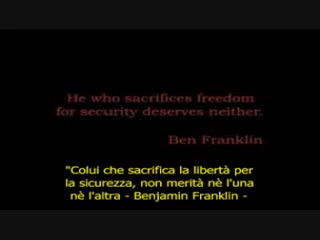 He who sacrifices freedom
for security deserves neither.
Ben Franklin
"Colui che sacrifica la libertà per
la sicurezza, non merità nè l'una
nè l'altra - Benjamin Franklin -